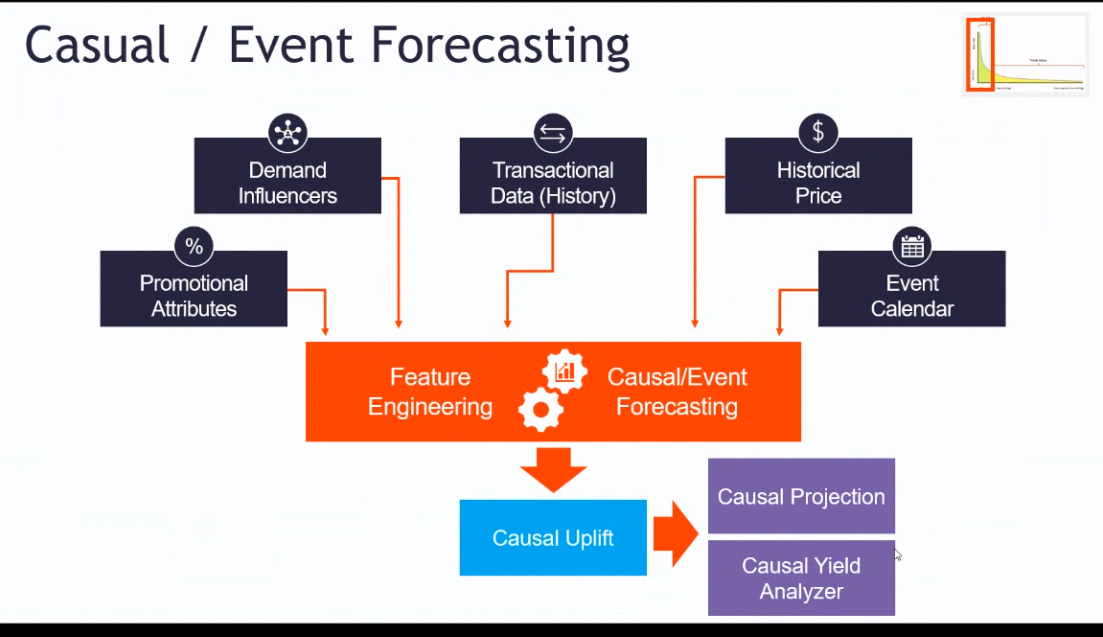 Casual / Event Forecasting
Demand
Influencers
Transactional
Data (History)
$
Historical
Price
%
Promotional
Attributes
Event
Calendar
Feature
Engineering
Causal/Event
Forecasting
Causal Uplift
Causal Projection
Causal Yield
Analyzer